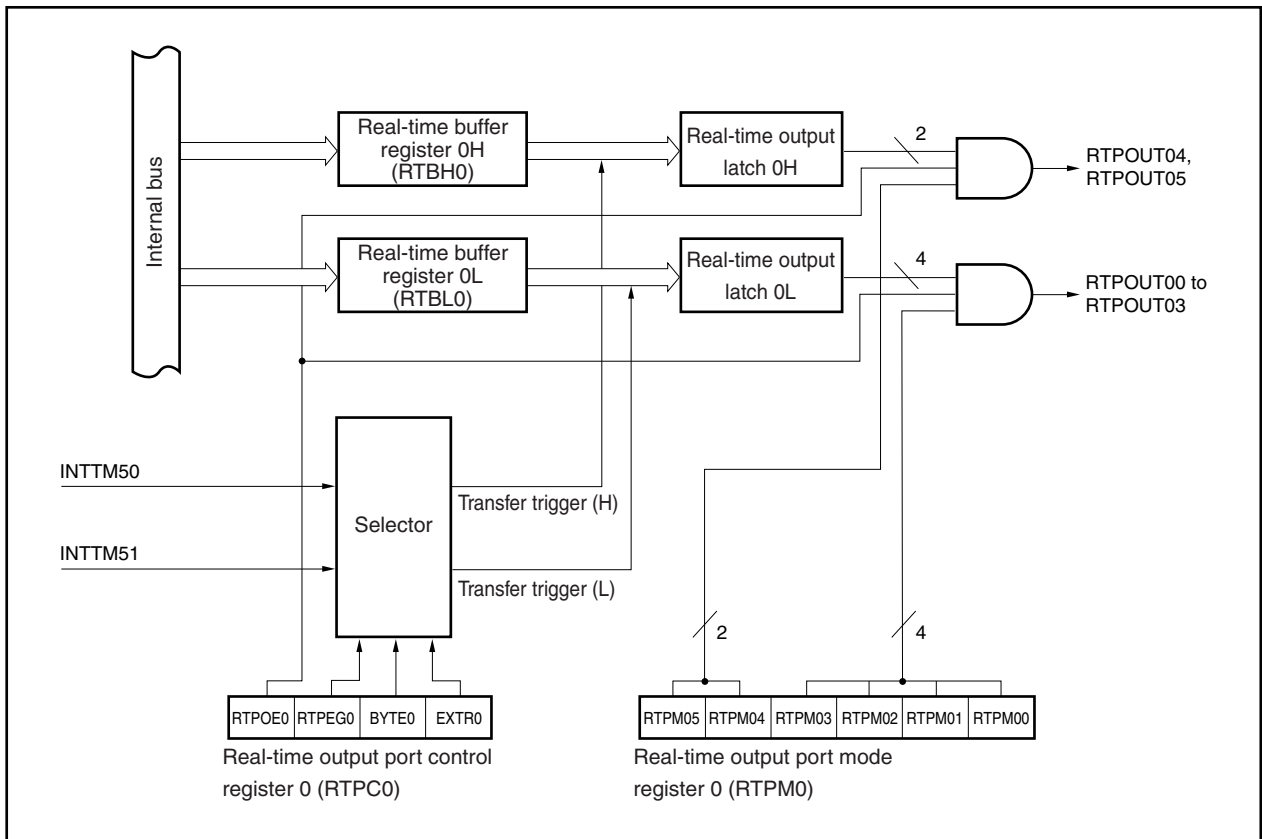 Internal bus
Real-time buffer
register 0H
(RTBH0)
Real-time output
latch 0H
2
RTPOUT04,
RTPOUT05
Real-time buffer
register 0L
(RTBL0)
Real-time output
latch 0L
4
RTPOUT00 to
RTPOUT03
INTTM50
INTTM51
Selector
Transfer trigger (H)
Transfer trigger (L)
2
4
RTPOE0 RTPEG0 BYTE0 EXTR0
Real-time output port control
register 0 (RTPC0)
RTPM05 RTPM04 RTPM03 RTPM02 RTPM01 RTPM00
Real-time output port mode
register 0 (RTPM0)